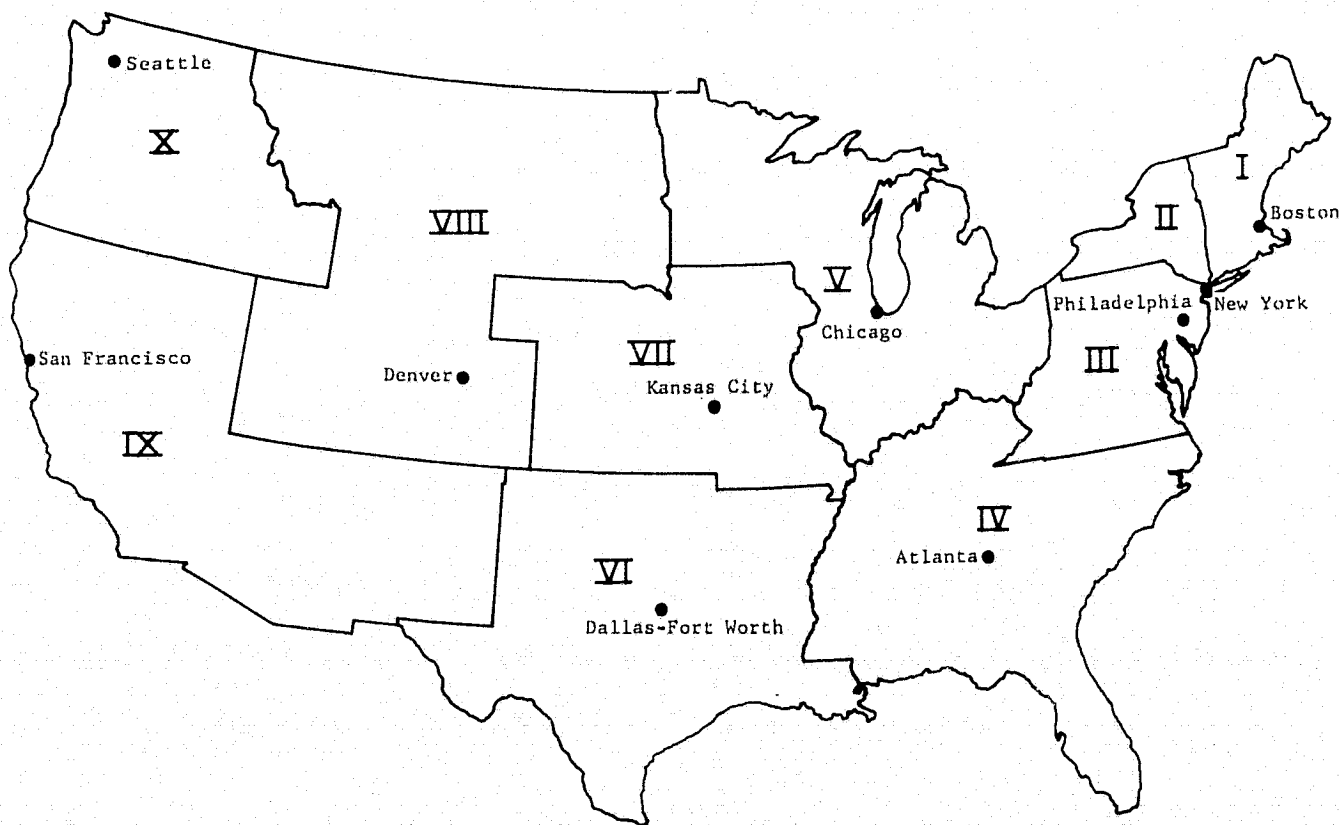 Seattle
X
I
VIII
II
Boston
V
Philadelphia
New York
Chicago
San Francisco
VII
III
Denver
Kansas City
IX
IV
Atlanta
VI
Dallas-Fort Worth